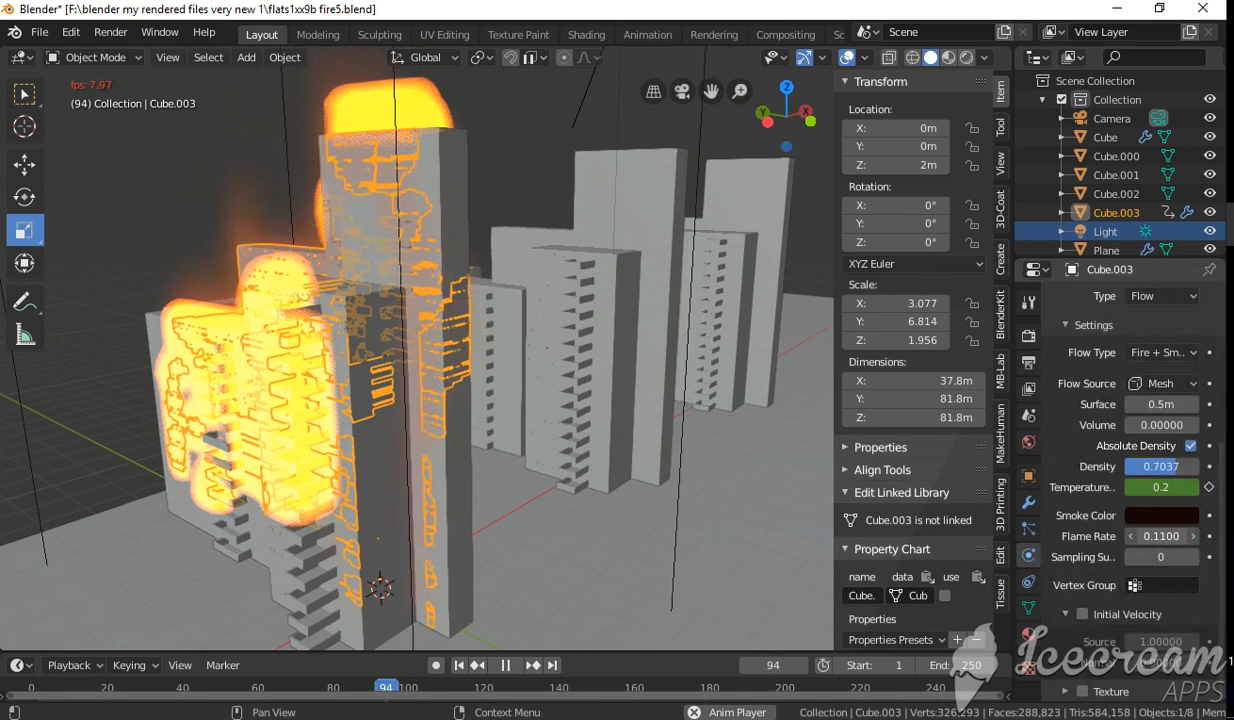 Blender* [F:\blender my rendered files very new 1\flats1xx9b fire5.blend]
File Edit Render Window Help Layout Modeling Sculpting UV Editing Texture Paint Shading Animation Rendering Compositing Sc Scene View Layer
Object Mode View Select Add Object Global
fps: 7.97
(94) Collection | Cube.003
Z
Y
X
Transform
Location:
X: 0m
Y: 0m
Z: 2m
Rotation:
X: 0°
Y: 0°
Z: 0°
XYZ Euler
Scale:
X: 3.077
Y: 6.814
Z: 1.956
Dimensions:
X: 37.8m
Y: 81.8m
Z: 81.8m
Properties
Align Tools
Edit Linked Library
Cube.003 is not linked
Property Chart
name data use
Cube. Cub
Properties
Properties Presets
Item
Tool
View
3D-Coat
Create
BlenderKit
MB-Lab
MakeHuman
3D Printing
Edit
Tissue
Scene Collection
Collection
Camera
Cube
Cube.000
Cube.001
Cube.002
Cube.003
Light
Plane
Cube.003
Type Flow
Settings
Flow Type Fire + Sm..
Flow Source Mesh
Surface 0.5m
Volume 0.00000
Absolute Density
Density 0.7037
Temperature.. 0.2
Smoke Color
Flame Rate 0.1100
Sampling Su.. 0
Vertex Group
Initial Velocity
Source 1.00000
Texture
Icecream
APPS
Playback Keying View Marker 94 Start: 1 End: 250
0 20 40 60 80 94 100 120 140 160 180 200 220 240
Pan View Context Menu Anim Player Collection | Cube.003 | Verts:326,293 | Faces:288,823 | Tris:584,158 | Objects:1/8 | Mem